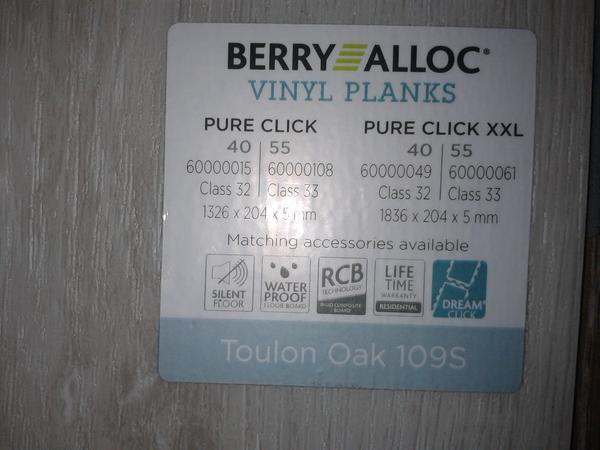 BERRY ALLOC®
VINYL PLANKS
PURE CLICK
40 | 55
60000015 | 60000108
Class 32 | Class 33
1326 x 204 x 5 mm
PURE CLICK XXL
40 | 55
60000049 | 60000061
Class 32 | Class 33
1836 x 204 x 5 mm
Matching accessories available
SILENT
FLOOR
WATER
PROOF
FLOOR BOARD
RCB
TECHNOLOGY
RIGID COMPOSITE
BOARD
LIFE
TIME
WARRANTY
RESIDENTIAL
DREAM
CLICK
Toulon Oak 109S